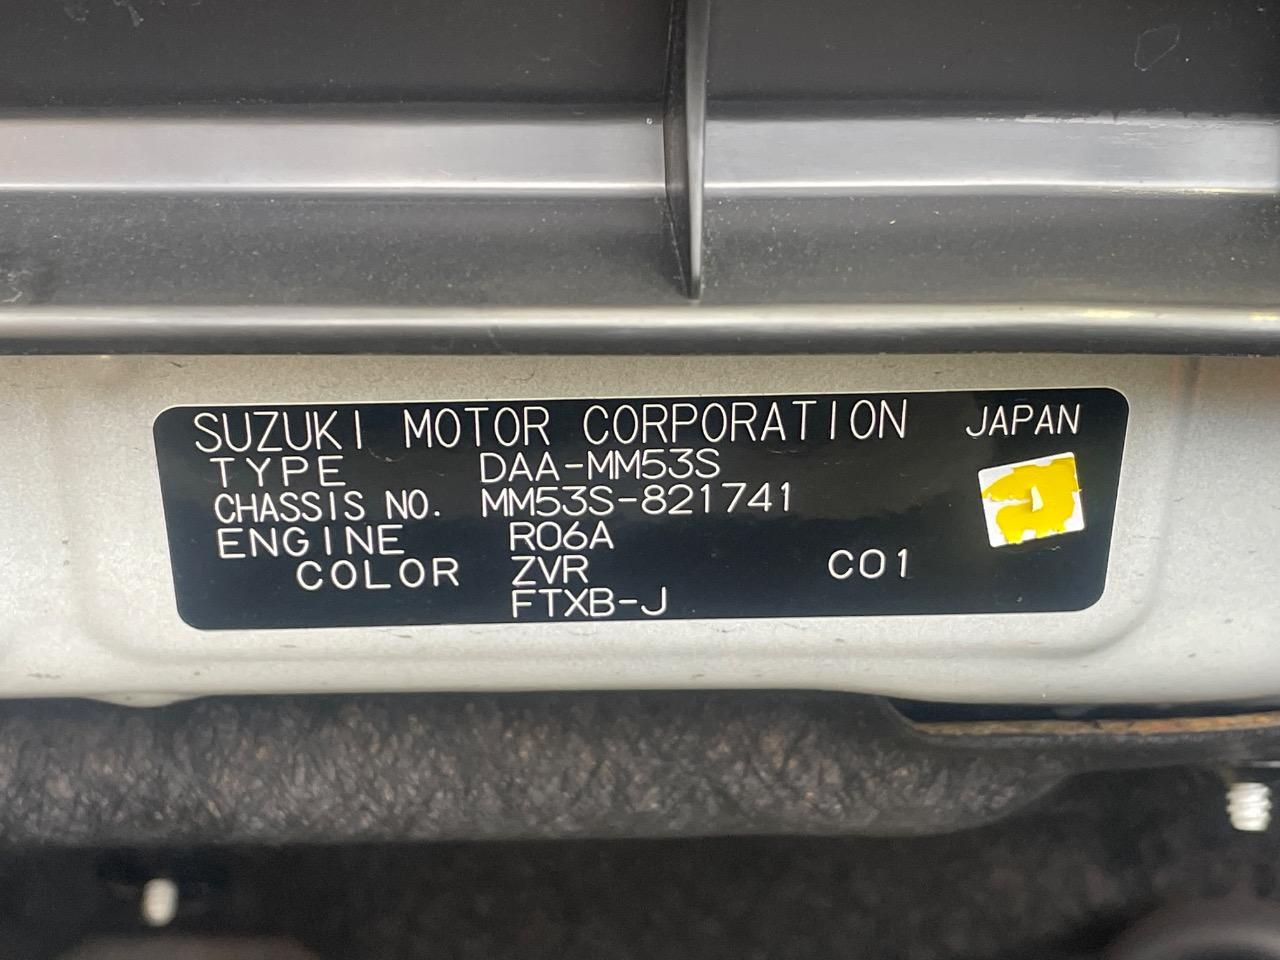 SUZUKI MOTOR CORPORATION JAPAN
TYPE DAA-MM53S
CHASSIS NO. MM53S-821741
ENGINE R06A
COLOR ZVR C01
FTXB-J